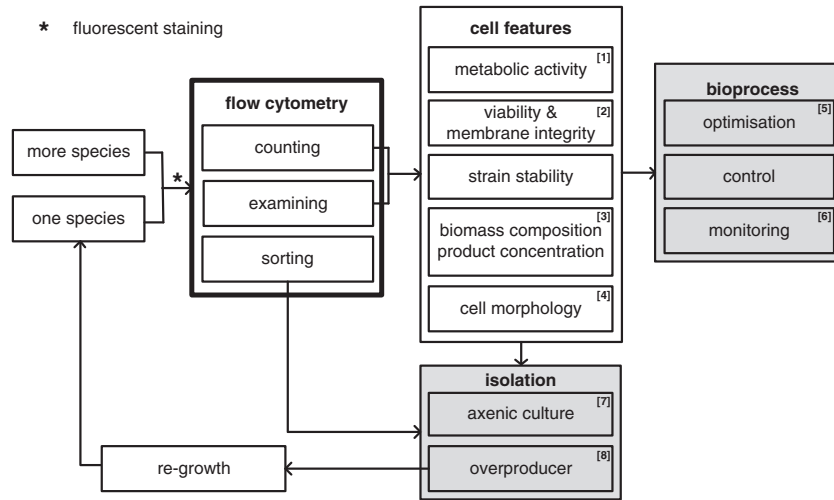 * fluorescent staining
more species
one species
*
flow cytometry
counting
examining
sorting
cell features
metabolic activity [1]
viability & [2]
membrane integrity
strain stability
biomass composition [3]
product concentration
cell morphology [4]
bioprocess
optimisation [5]
control
monitoring [6]
isolation
axenic culture [7]
overproducer [8]
re-growth